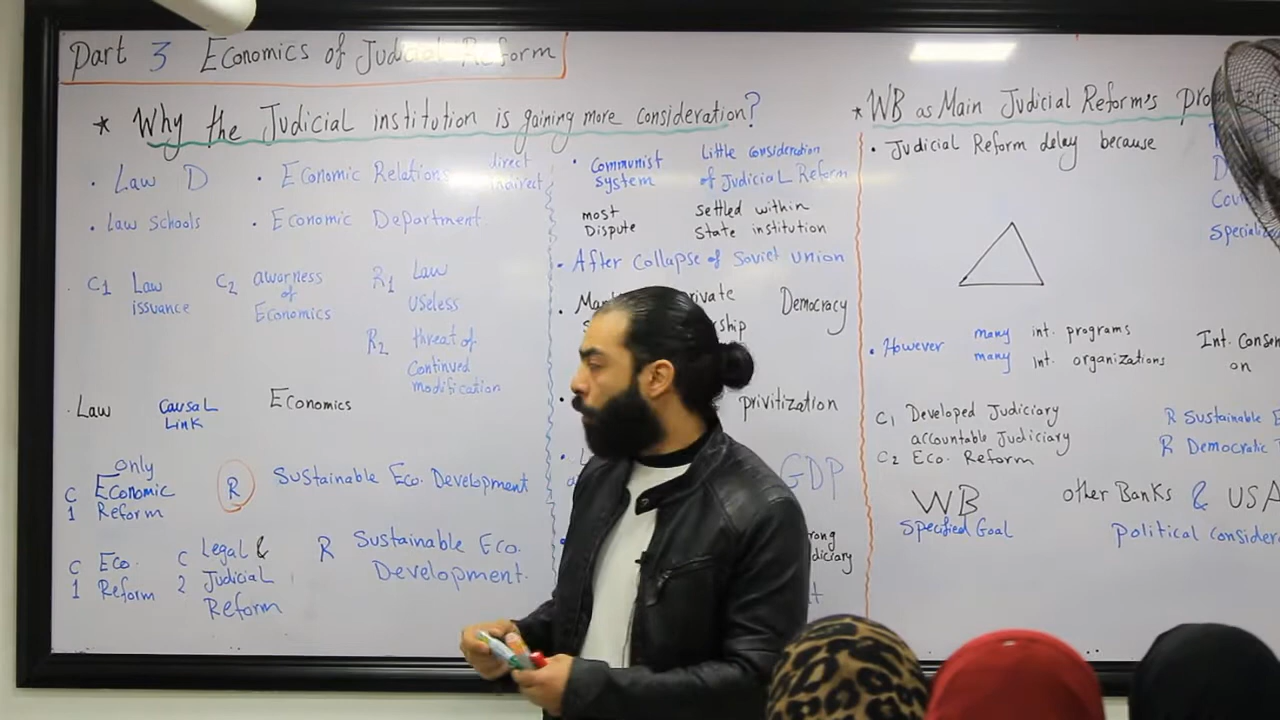 Part 3 Economics of Judicial Reform
* Why the Judicial institution is gaining more consideration?
. Law D
. Economic Relations
direct
indirect
. Law schools
. Economic Department
C1 Law issuance
C2 awarness of Economics
R1 Law useless
R2 threat of continued modification
. Law
Causal Link
Economics
C1 only Economic Reform
R
Sustainable Eco. Development
C1 Eco. Reform
C2 Legal & Judicial Reform
R Sustainable Eco. Development.
. Communist system
Little consideration of Judicial Reform
most Dispute
Settled within State institution
. After collapse of Soviet union
Democracy
privitization
GDP
* WB as Main Judicial Reform's
. Judicial Reform delay because
. However
many int. programs
many Int. organizations
on
C1 Developed Judiciary
accountable Judiciary
C2 Eco. Reform
R Sustainable
R Democratic
WB
Specified Goal
other Banks & USA
Political